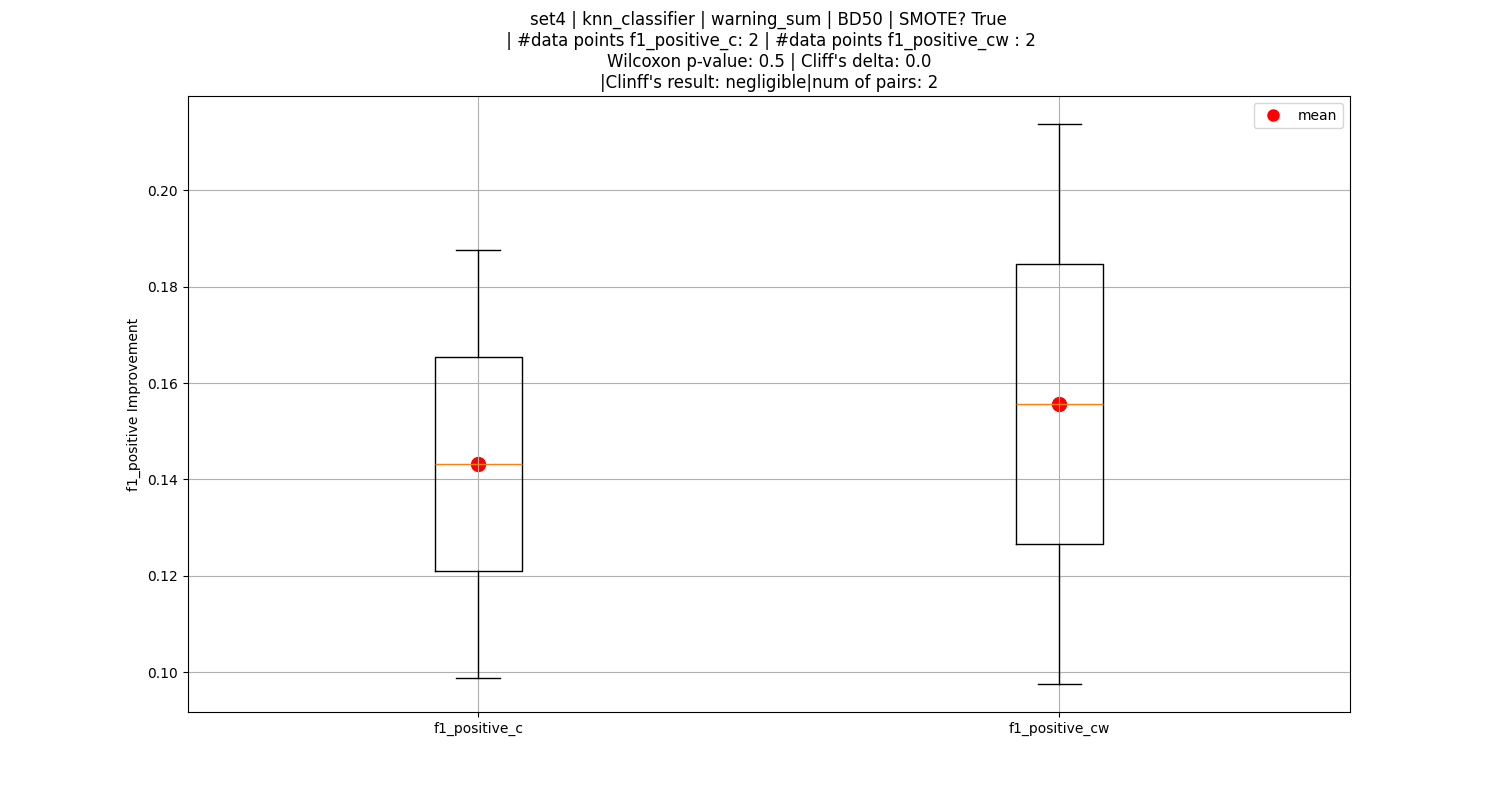 set4 | knn_classifier | warning_sum | BD50 | SMOTE? True
| #data points f1_positive_c: 2 | #data points f1_positive_cw : 2
Wilcoxon p-value: 0.5 | Cliff's delta: 0.0
|Clinff's result: negligible|num of pairs: 2
mean
0.20
0.18
0.16
0.14
0.12
0.10
f1_positive Improvement
f1_positive_c
f1_positive_cw